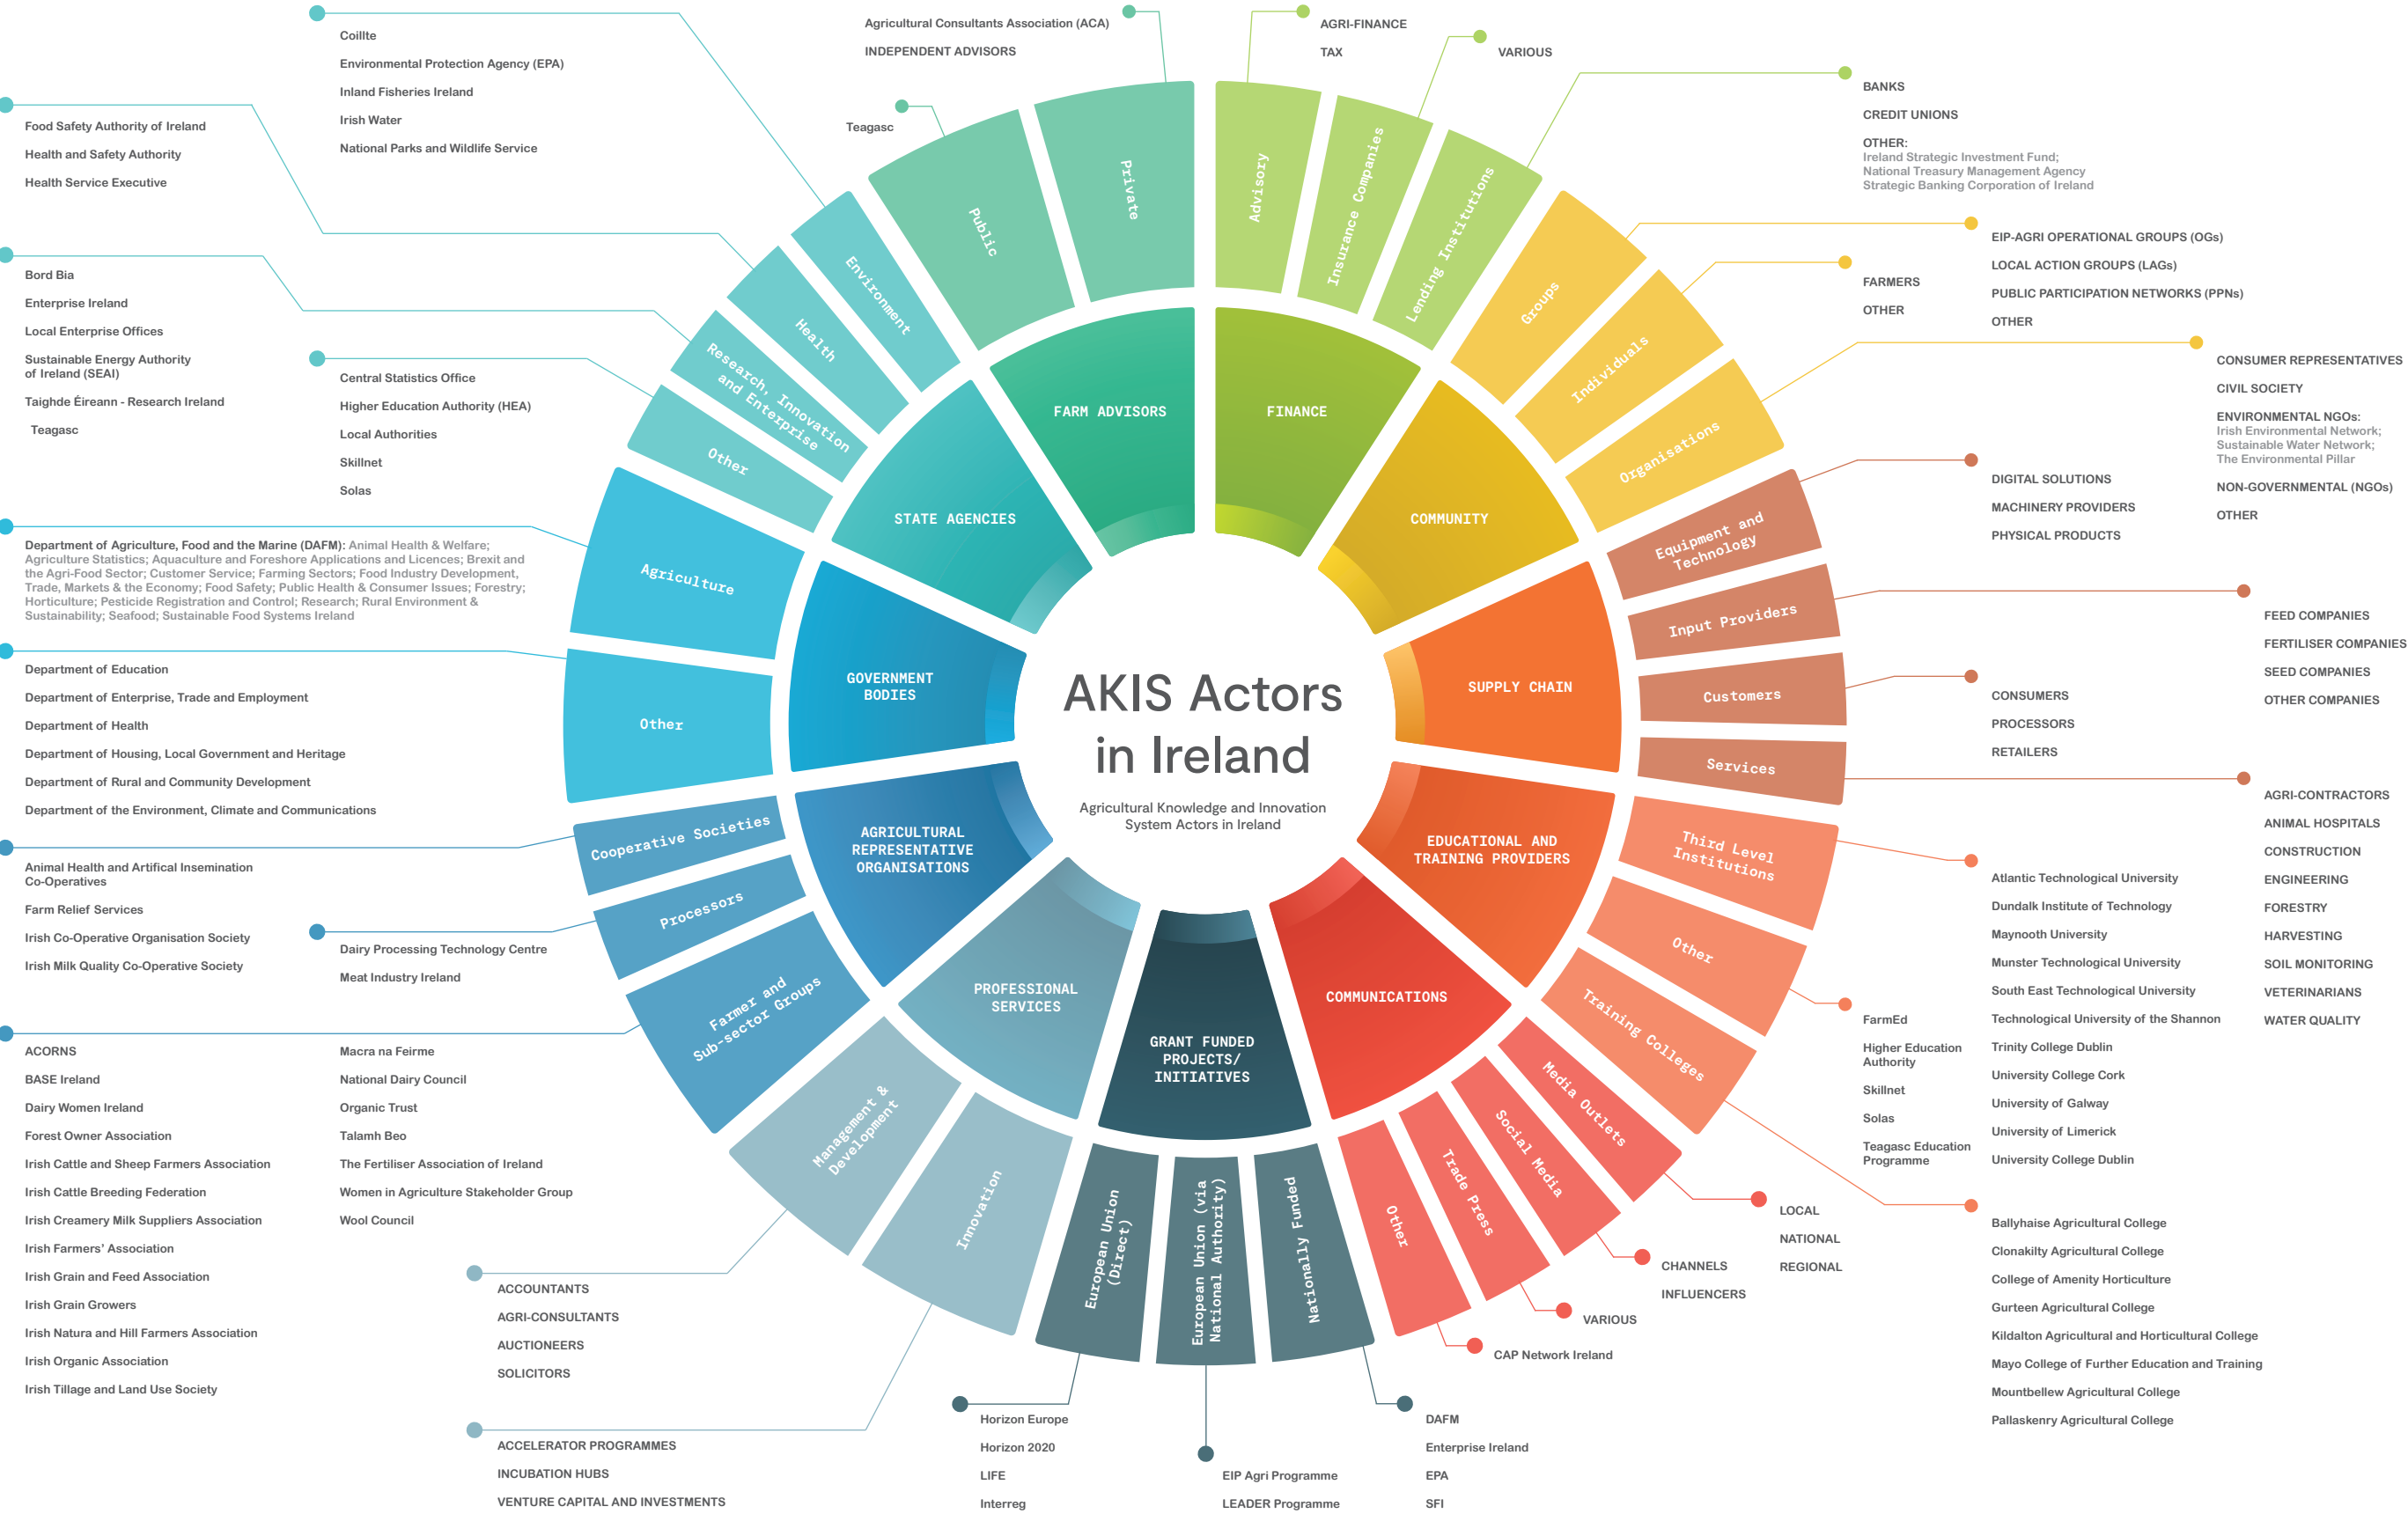 AKIS Actors
in Ireland
Agricultural Knowledge and Innovation
System Actors in Ireland
FARM ADVISORS
Public
Teagasc
Private
Agricultural Consultants Association (ACA)
INDEPENDENT ADVISORS
FINANCE
Advisory
AGRI-FINANCE
TAX
Insurance Companies
VARIOUS
Lending Institutions
BANKS
CREDIT UNIONS
OTHER:
Ireland Strategic Investment Fund;
National Treasury Management Agency
Strategic Banking Corporation of Ireland
COMMUNITY
Groups
EIP-AGRI OPERATIONAL GROUPS (OGs)
LOCAL ACTION GROUPS (LAGs)
PUBLIC PARTICIPATION NETWORKS (PPNs)
OTHER
Individuals
FARMERS
OTHER
Organisations
CONSUMER REPRESENTATIVES
CIVIL SOCIETY
ENVIRONMENTAL NGOs:
Irish Environmental Network;
Sustainable Water Network;
The Environmental Pillar
NON-GOVERNMENTAL (NGOs)
OTHER
SUPPLY CHAIN
Equipment and
Technology
DIGITAL SOLUTIONS
MACHINERY PROVIDERS
PHYSICAL PRODUCTS
Input Providers
FEED COMPANIES
FERTILISER COMPANIES
SEED COMPANIES
OTHER COMPANIES
Customers
CONSUMERS
PROCESSORS
RETAILERS
Services
AGRI-CONTRACTORS
ANIMAL HOSPITALS
CONSTRUCTION
ENGINEERING
FORESTRY
HARVESTING
SOIL MONITORING
VETERINARIANS
WATER QUALITY
EDUCATIONAL AND
TRAINING PROVIDERS
Third Level
Institutions
Atlantic Technological University
Dundalk Institute of Technology
Maynooth University
Munster Technological University
South East Technological University
Technological University of the Shannon
Trinity College Dublin
University College Cork
University of Galway
University of Limerick
University College Dublin
Other
FarmEd
Higher Education
Authority
Skillnet
Solas
Teagasc Education
Programme
Training Colleges
Ballyhaise Agricultural College
Clonakilty Agricultural College
College of Amenity Horticulture
Gurteen Agricultural College
Kildalton Agricultural and Horticultural College
Mayo College of Further Education and Training
Mountbellew Agricultural College
Pallaskenry Agricultural College
COMMUNICATIONS
Media Outlets
LOCAL
NATIONAL
REGIONAL
Social Media
CHANNELS
INFLUENCERS
Trade Press
VARIOUS
Other
CAP Network Ireland
GRANT FUNDED
PROJECTS/
INITIATIVES
Nationally Funded
DAFM
Enterprise Ireland
EPA
SFI
European Union (via
National Authority)
EIP Agri Programme
LEADER Programme
European Union
(Direct)
Horizon Europe
Horizon 2020
LIFE
Interreg
PROFESSIONAL
SERVICES
Innovation
ACCELERATOR PROGRAMMES
INCUBATION HUBS
VENTURE CAPITAL AND INVESTMENTS
Management &
Development
ACCOUNTANTS
AGRI-CONSULTANTS
AUCTIONEERS
SOLICITORS
AGRICULTURAL
REPRESENTATIVE
ORGANISATIONS
Farmer and
Sub-sector Groups
ACORNS
BASE Ireland
Dairy Women Ireland
Forest Owner Association
Irish Cattle and Sheep Farmers Association
Irish Cattle Breeding Federation
Irish Creamery Milk Suppliers Association
Irish Farmers' Association
Irish Grain and Feed Association
Irish Grain Growers
Irish Natura and Hill Farmers Association
Irish Organic Association
Irish Tillage and Land Use Society
Macra na Feirme
National Dairy Council
Organic Trust
Talamh Beo
The Fertiliser Association of Ireland
Women in Agriculture Stakeholder Group
Wool Council
Processors
Dairy Processing Technology Centre
Meat Industry Ireland
Cooperative Societies
Animal Health and Artifical Insemination
Co-Operatives
Farm Relief Services
Irish Co-Operative Organisation Society
Irish Milk Quality Co-Operative Society
GOVERNMENT
BODIES
Other
Department of Education
Department of Enterprise, Trade and Employment
Department of Health
Department of Housing, Local Government and Heritage
Department of Rural and Community Development
Department of the Environment, Climate and Communications
Agriculture
Department of Agriculture, Food and the Marine (DAFM): Animal Health & Welfare;
Agriculture Statistics; Aquaculture and Foreshore Applications and Licences; Brexit and
the Agri-Food Sector; Customer Service; Farming Sectors; Food Industry Development,
Trade, Markets & the Economy; Food Safety; Public Health & Consumer Issues; Forestry;
Horticulture; Pesticide Registration and Control; Research; Rural Environment &
Sustainability; Seafood; Sustainable Food Systems Ireland
STATE AGENCIES
Other
Central Statistics Office
Higher Education Authority (HEA)
Local Authorities
Skillnet
Solas
Research, Innovation
and Enterprise
Bord Bia
Enterprise Ireland
Local Enterprise Offices
Sustainable Energy Authority
of Ireland (SEAI)
Taighde Éireann - Research Ireland
Teagasc
Health
Food Safety Authority of Ireland
Health and Safety Authority
Health Service Executive
Environment
Coillte
Environmental Protection Agency (EPA)
Inland Fisheries Ireland
Irish Water
National Parks and Wildlife Service